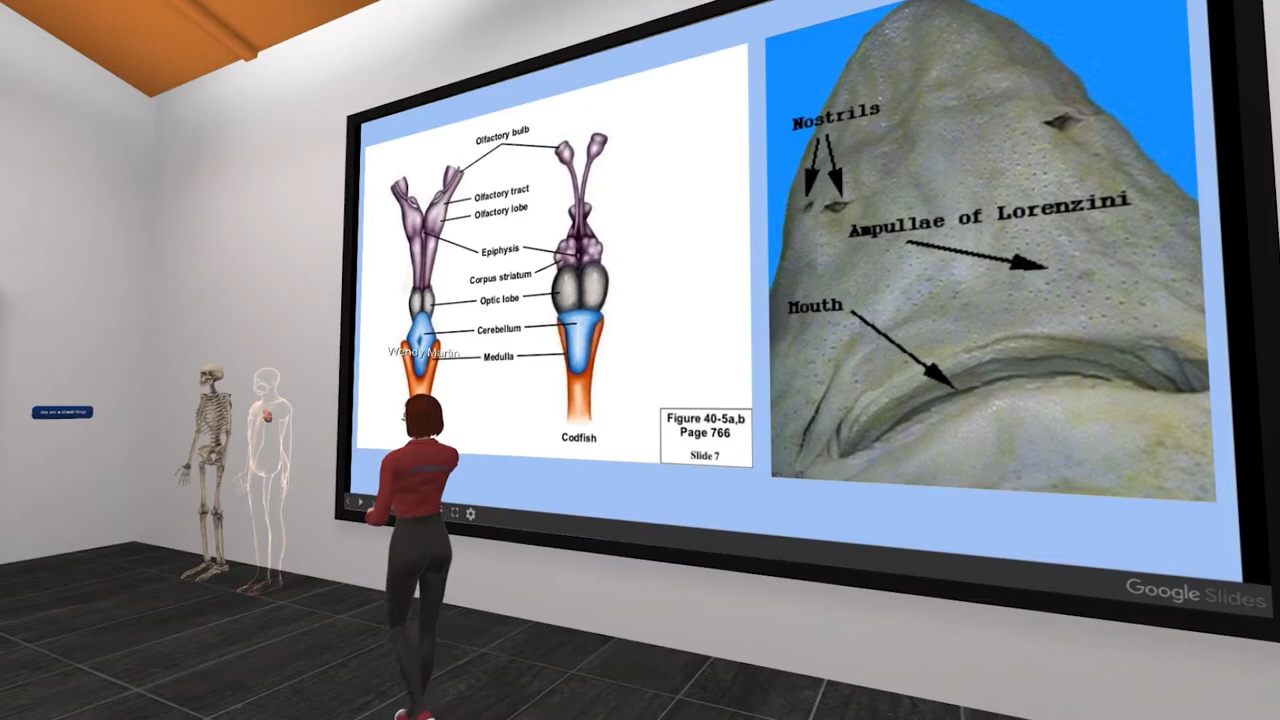 Olfactory bulb
Olfactory tract
Olfactory lobe
Epiphysis
Corpus striatum
Optic lobe
Cerebellum
Medulla
Wendy Martin
Codfish
Figure 40-5a,b
Page 766
Slide 7
Nostrils
Ampullae of Lorenzini
Mouth
Google Slides